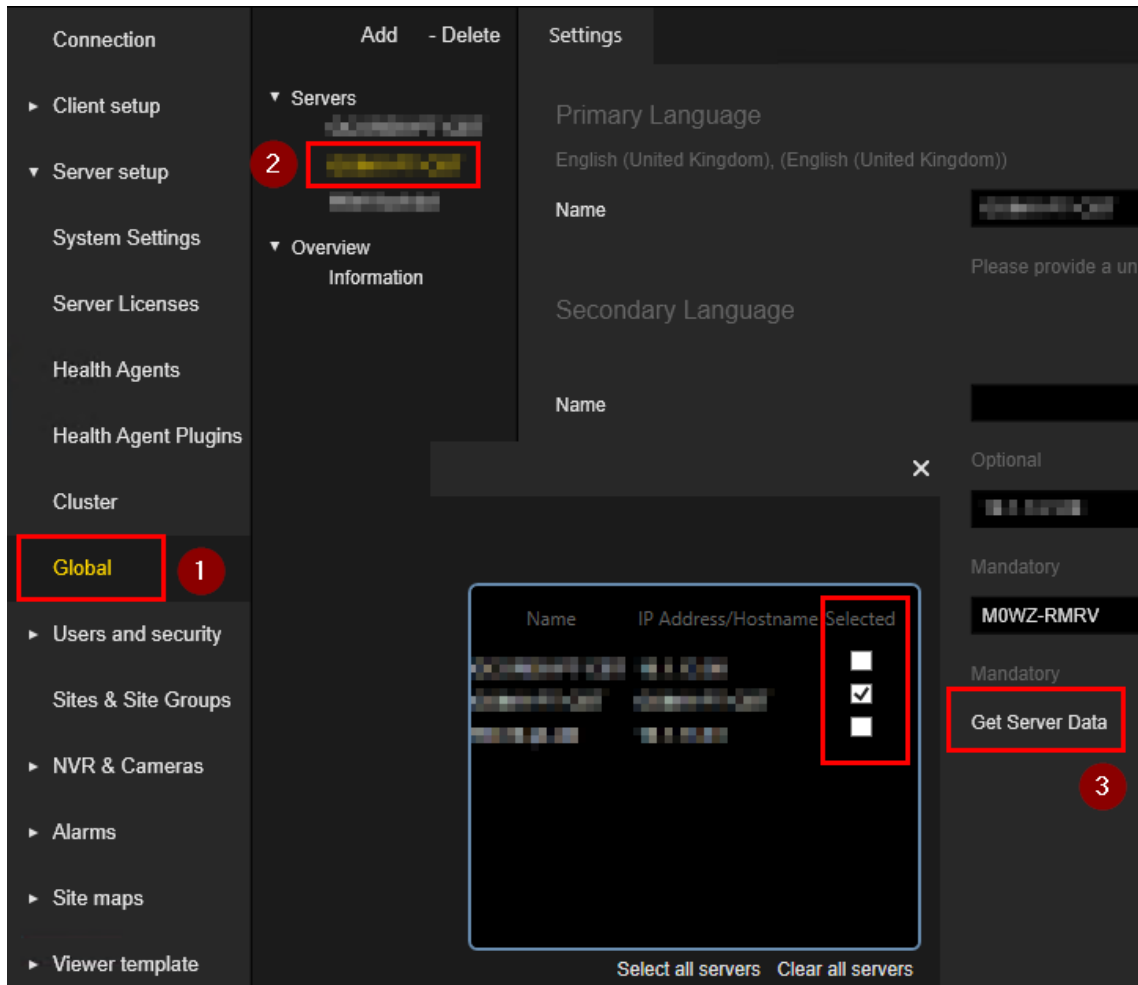 Connection
Client setup
Server setup
System Settings
Server Licenses
Health Agents
Health Agent Plugins
Cluster
Global
1
Users and security
Sites & Site Groups
NVR & Cameras
Alarms
Site maps
Viewer template
Add - Delete
Servers
2
Overview
Information
Settings
Primary Language
English (United Kingdom), (English (United Kingdom))
Name
Please provide a un
Secondary Language
Name
Optional
Mandatory
M0WZ-RMRV
Mandatory
Get Server Data
3
Name IP Address/Hostname Selected
Select all servers Clear all servers